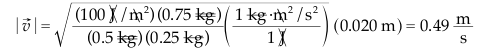 |v⃗| = √((100 J/m²)(0.75 kg)/((0.5 kg)(0.25 kg)) (1 kg·m²/s²/1 J)) (0.020 m) = 0.49 m/s